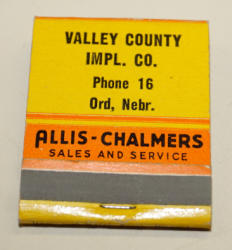 VALLEY COUNTY
IMPL. CO.
Phone 16
Ord, Nebr.
ALLIS-CHALMERS
SALES AND SERVICE